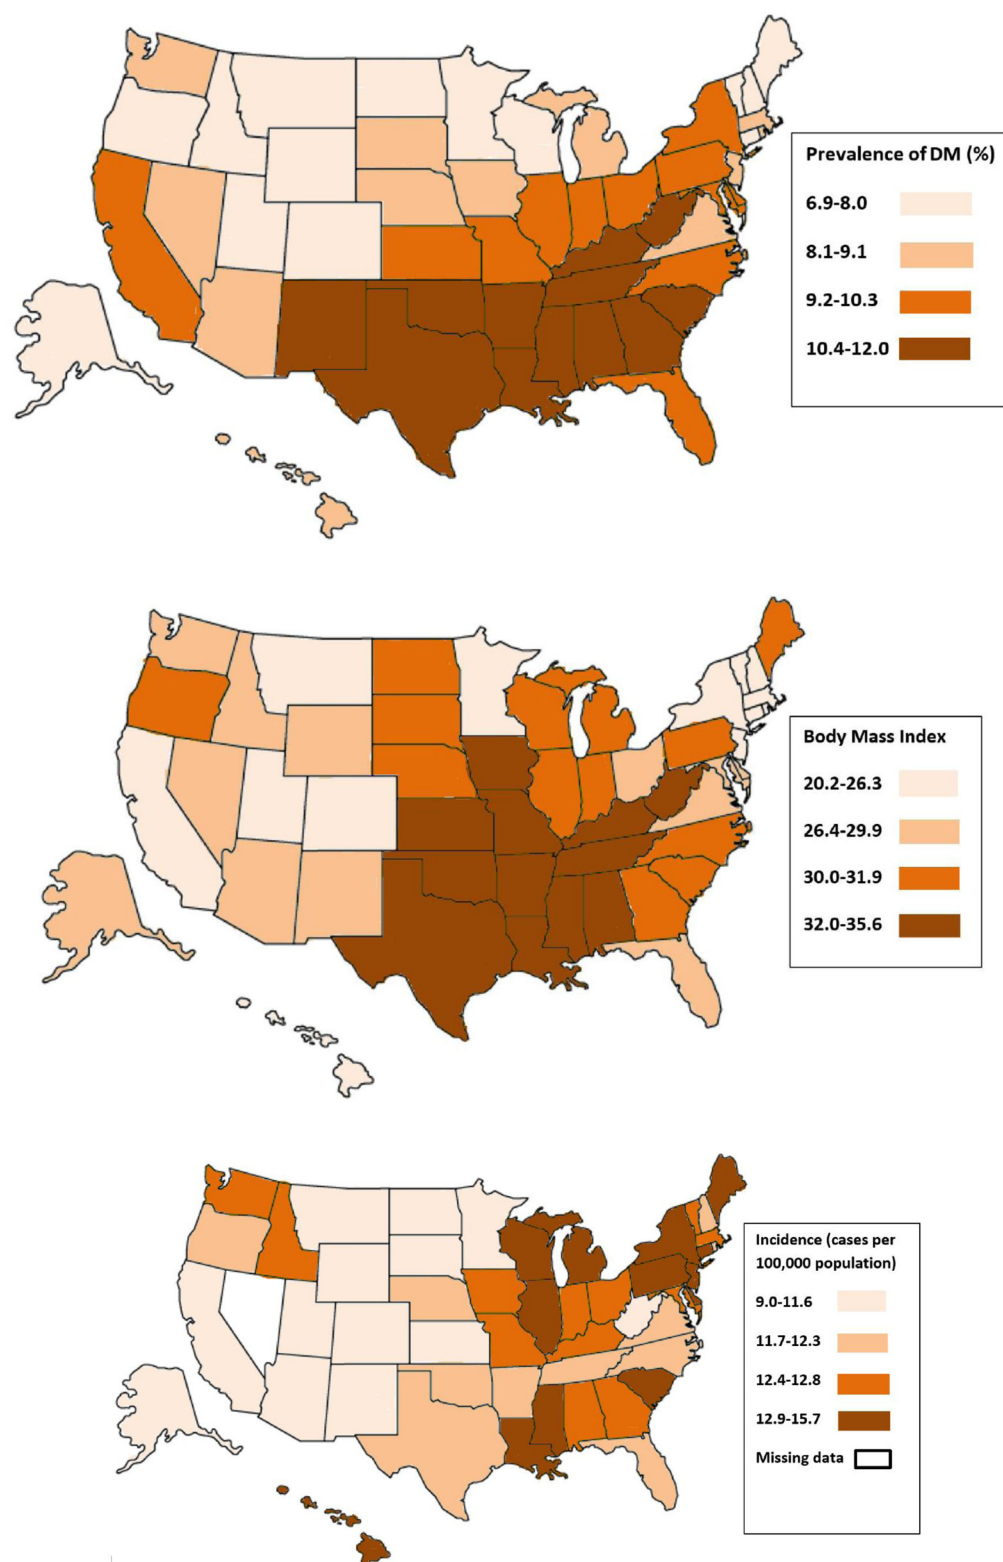 Prevalence of DM (%)
6.9-8.0
8.1-9.1
9.2-10.3
10.4-12.0
Body Mass Index
20.2-26.3
26.4-29.9
30.0-31.9
32.0-35.6
Incidence (cases per
100,000 population)
9.0-11.6
11.7-12.3
12.4-12.8
12.9-15.7
Missing data